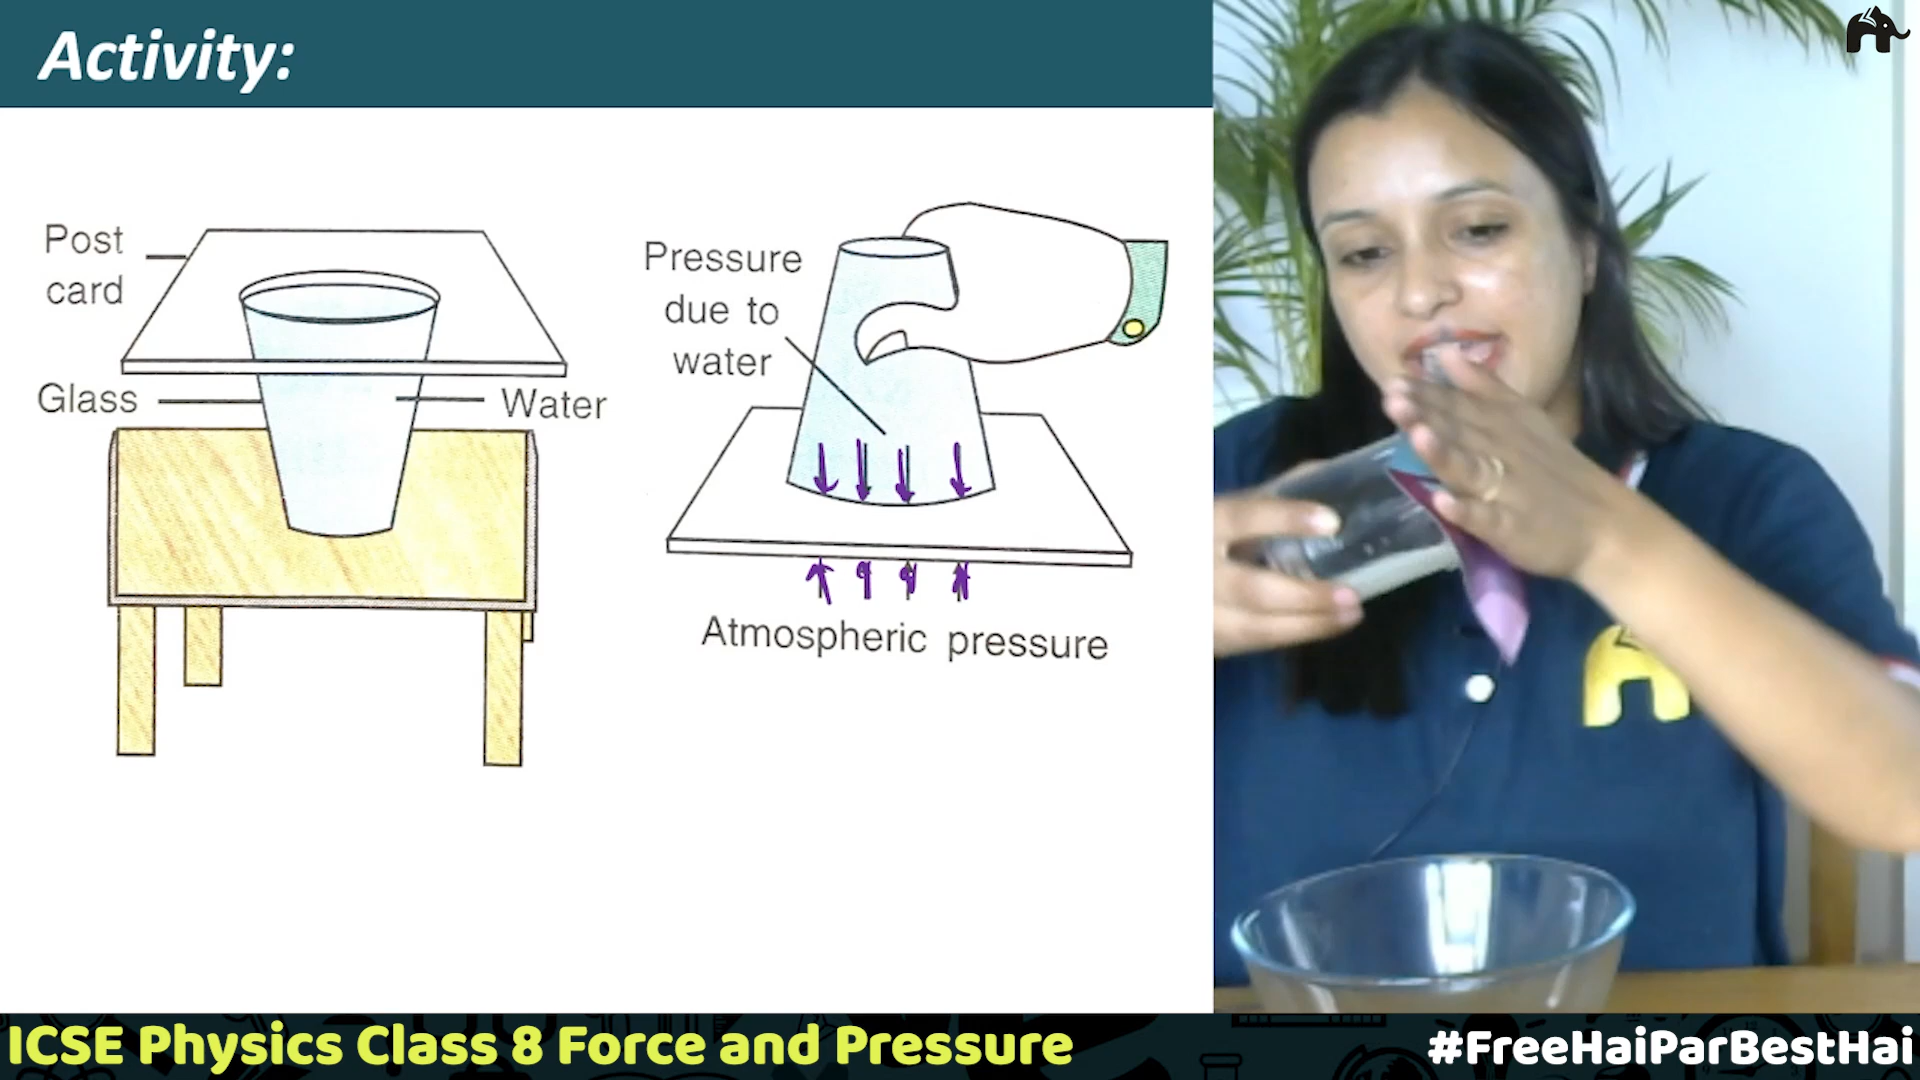 Activity:
Post
card
Glass
Water
Pressure
due to
water
Atmospheric pressure
ICSE Physics Class 8 Force and Pressure
#FreeHaiParBestHai